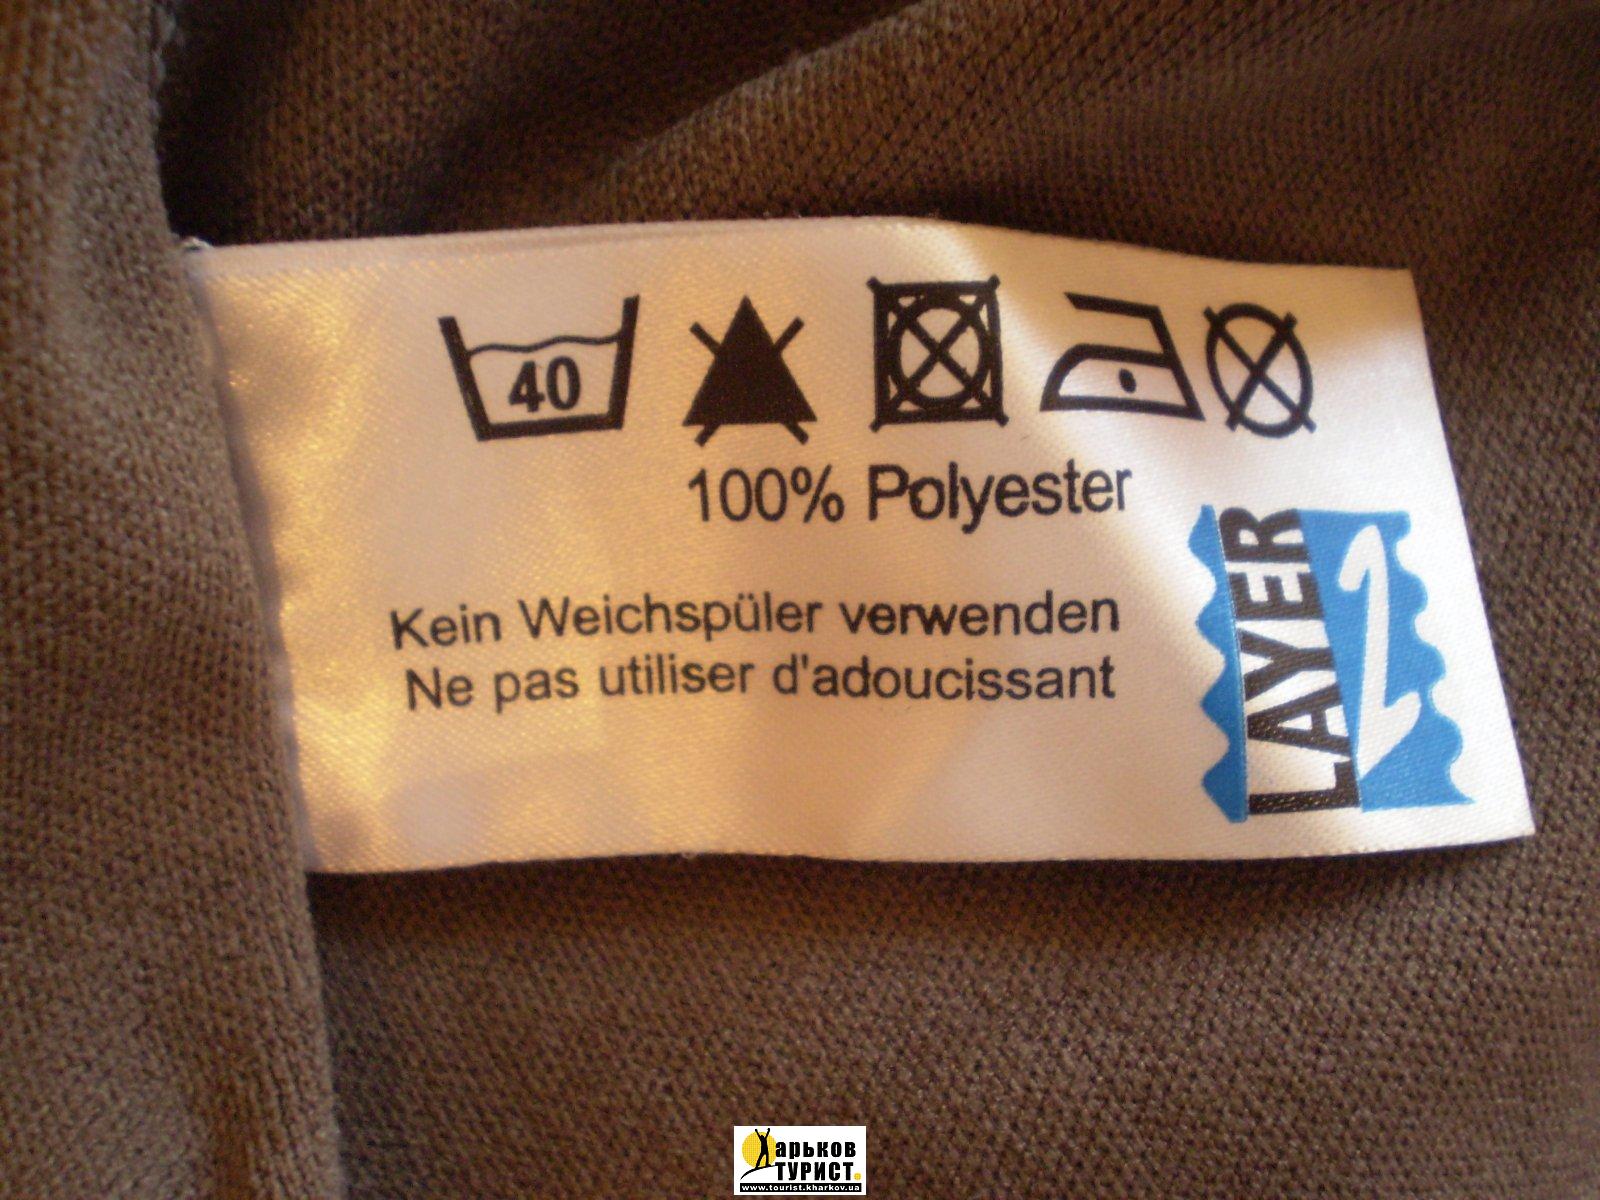 40
100% Polyester
Kein Weichspüler verwenden
Ne pas utiliser d'adoucissant
LAYER
2
Харьков
ТУРИСТ.
www.tourist.kharkov.ua